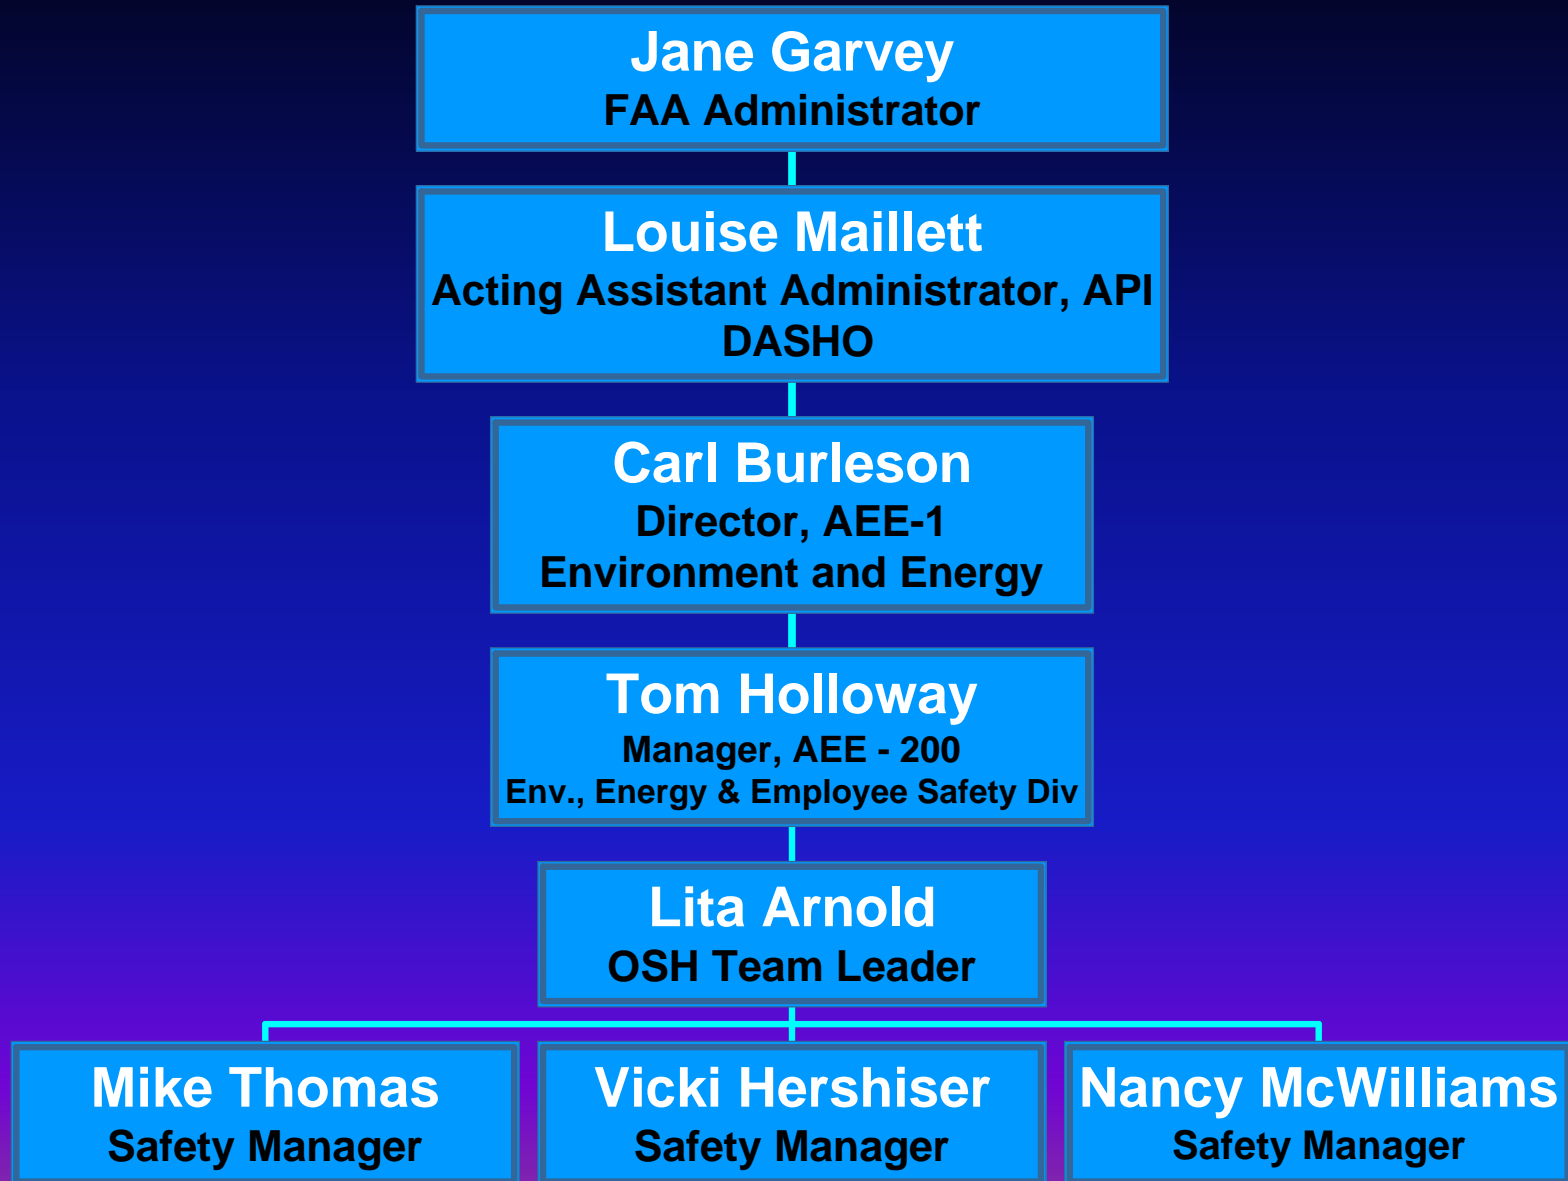 Jane Garvey
FAA Administrator
Louise Maillett
Acting Assistant Administrator, API
DASHO
Carl Burleson
Director, AEE-1
Environment and Energy
Tom Holloway
Manager, AEE - 200
Env., Energy & Employee Safety Div
Lita Arnold
OSH Team Leader
Mike Thomas
Safety Manager
Vicki Hershiser
Safety Manager
Nancy McWilliams
Safety Manager